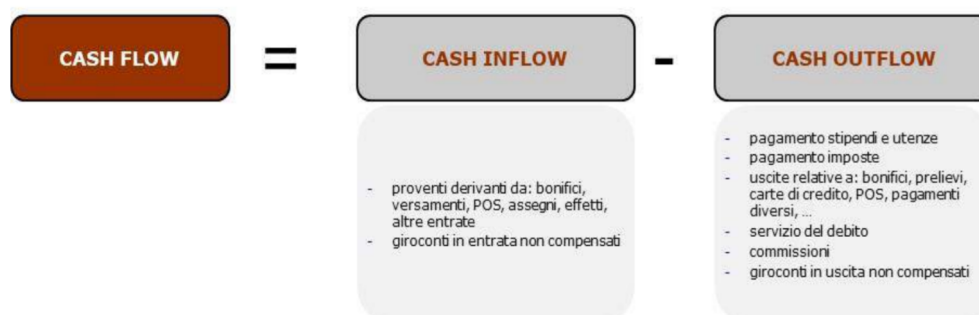 CASH FLOW = CASH INFLOW - CASH OUTFLOW
- proventi derivanti da: bonifici,
versamenti, POS, assegni, effetti,
altre entrate
- giroconti in entrata non compensati
- pagamento stipendi e utenze
- pagamento imposte
- uscite relative a: bonifici, prelievi,
carte di credito, POS, pagamenti
diversi, ...
- servizio del debito
- commissioni
- giroconti in uscita non compensati